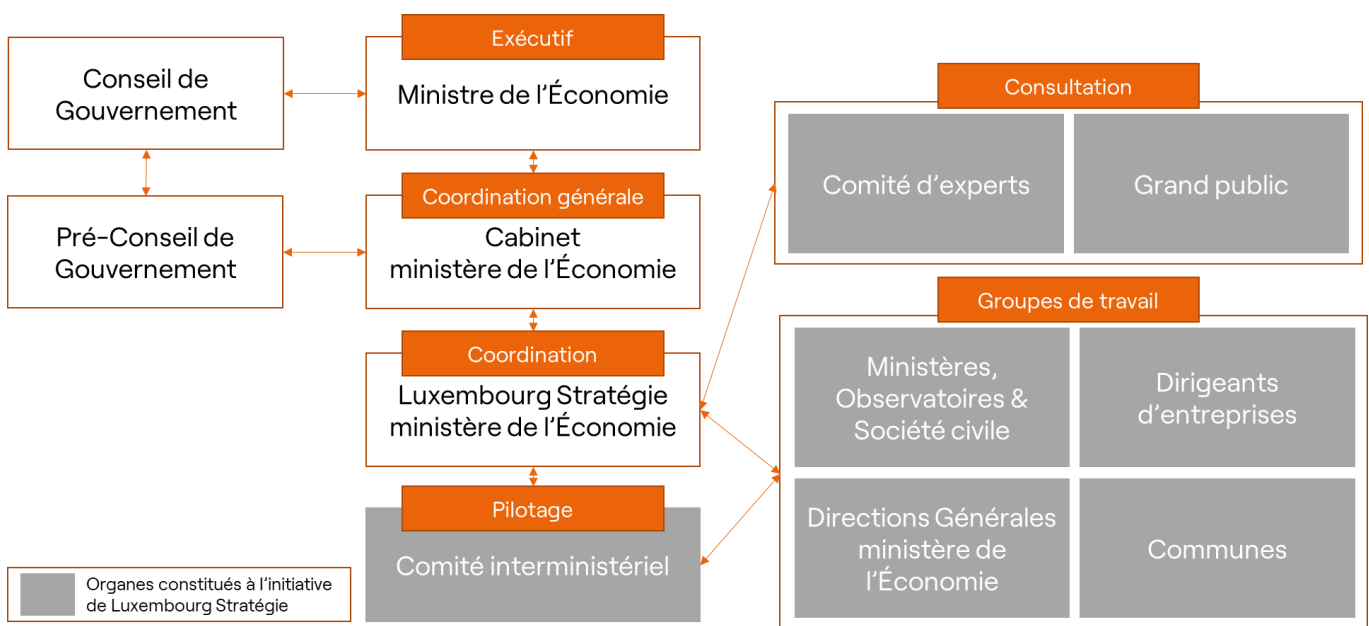 Exécutif
Conseil de
Gouvernement
Ministre de l’Économie
Consultation
Comité d’experts
Grand public
Coordination générale
Pré-Conseil de
Gouvernement
Cabinet
ministère de l’Économie
Groupes de travail
Coordination
Luxembourg Stratégie
ministère de l’Économie
Ministères,
Observatoires &
Société civile
Dirigeants
d’entreprises
Pilotage
Comité interministériel
Directions Générales
ministère de
l’Économie
Communes
Organes constitués à l’initiative
de Luxembourg Stratégie